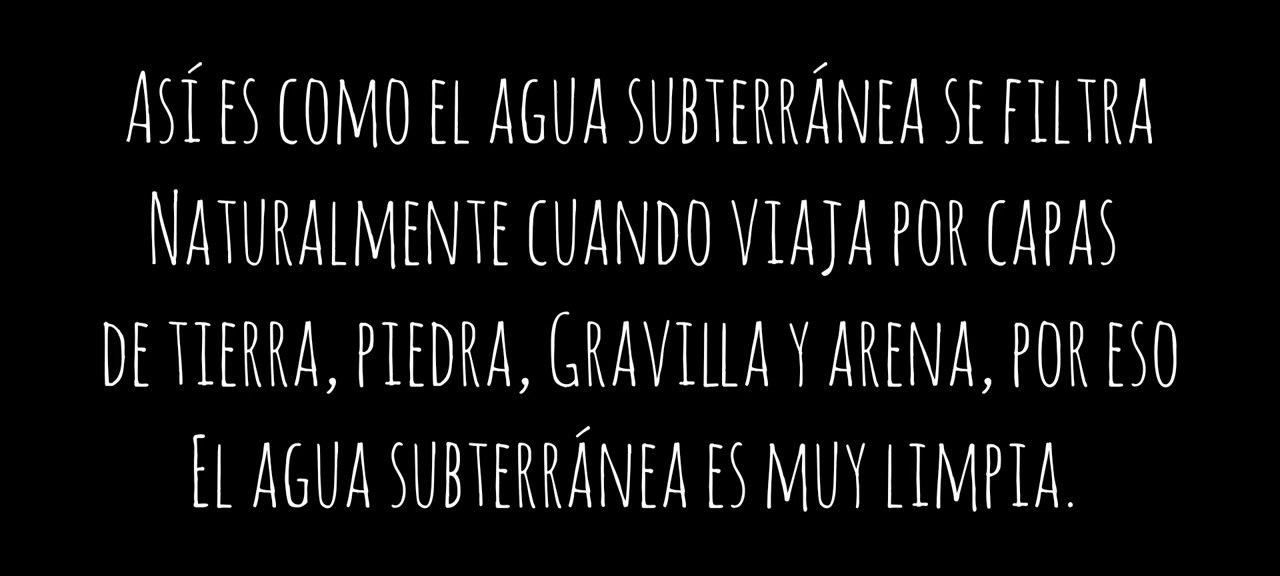 Así es como el agua subterránea se filtra
Naturalmente cuando viaja por capas
de tierra, piedra, Gravilla y arena, por eso
El agua subterránea es muy limpia.